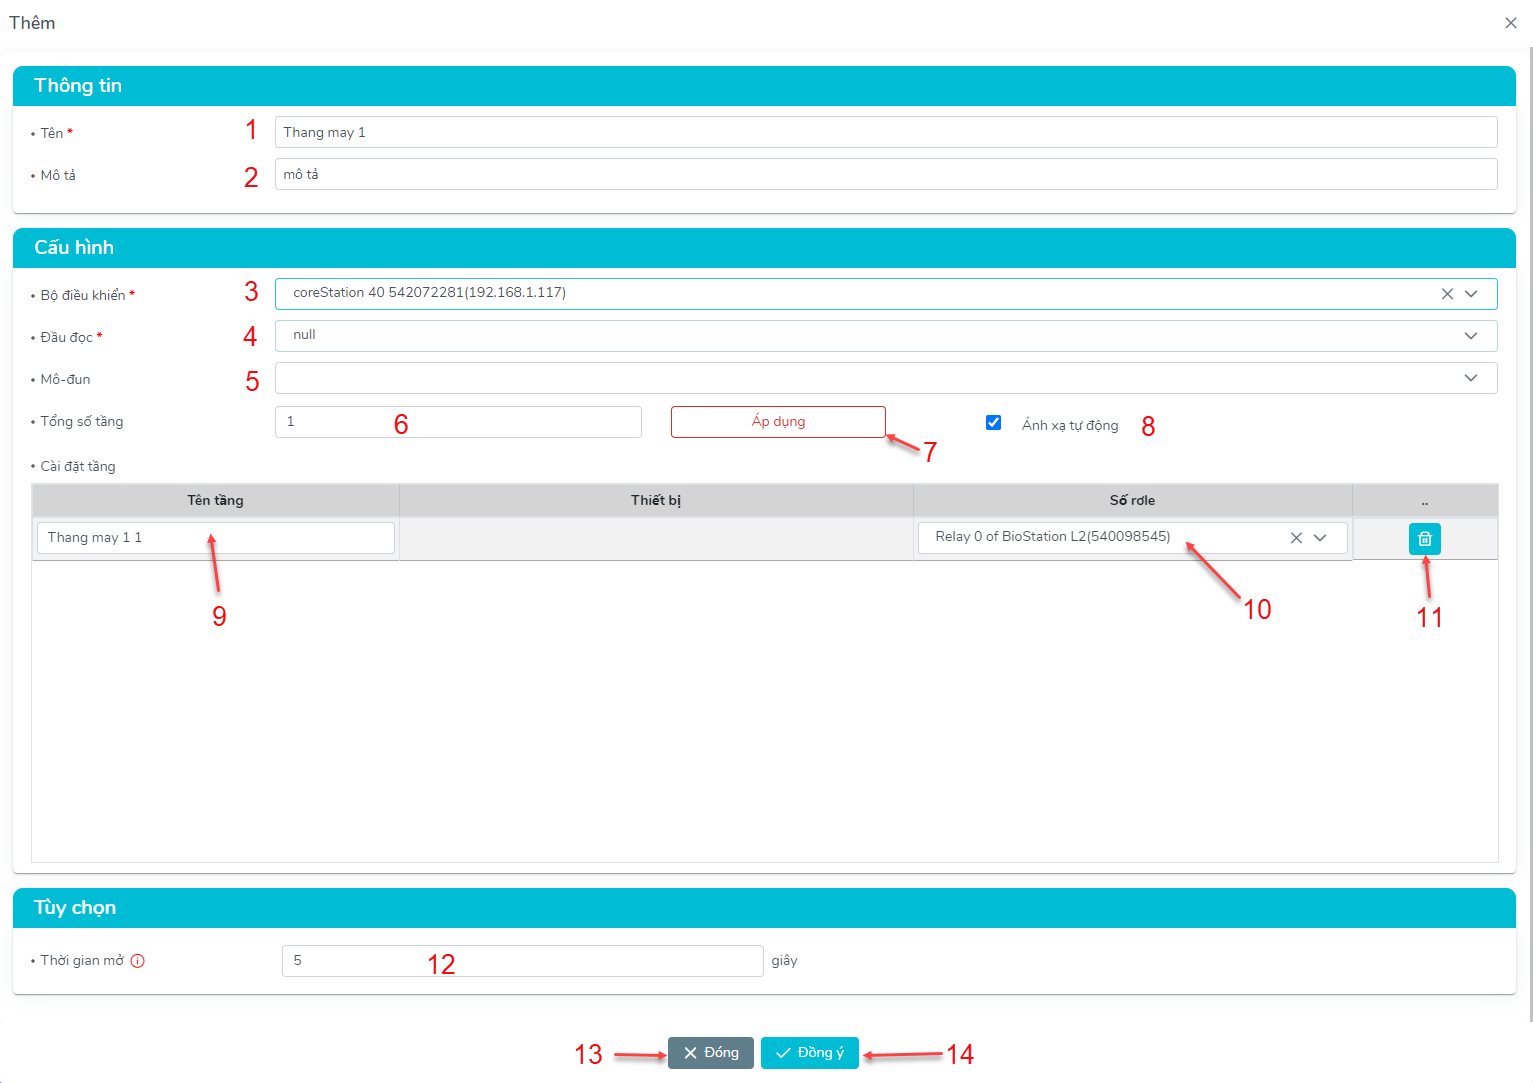 Thêm
Thông tin
• Tên * 1 Thang may 1
• Mô tả 2 mô tả
Cấu hình
• Bộ điều khiển * 3 coreStation 40 542072281(192.168.1.117)
• Đầu đọc * 4 null
• Mô-đun 5
• Tổng số tầng 1 6 Áp dụng 7 Ánh xạ tự động 8
• Cài đặt tầng
Tên tầng Thiết bị Số rơle ..
Thang may 1 1 Relay 0 of BioStation L2(540098545)
9 10 11
Tùy chọn
• Thời gian mở 5 12 giây
13 Đóng Đồng ý 14